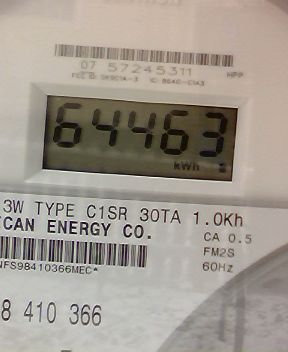 07 57245311 HPP
64463
kWh
3W TYPE C1SR 30TA 1.0Kh
CAN ENERGY CO. CA 0.5
FM2S
NFS98410366MEC* 60Hz
8 410 366